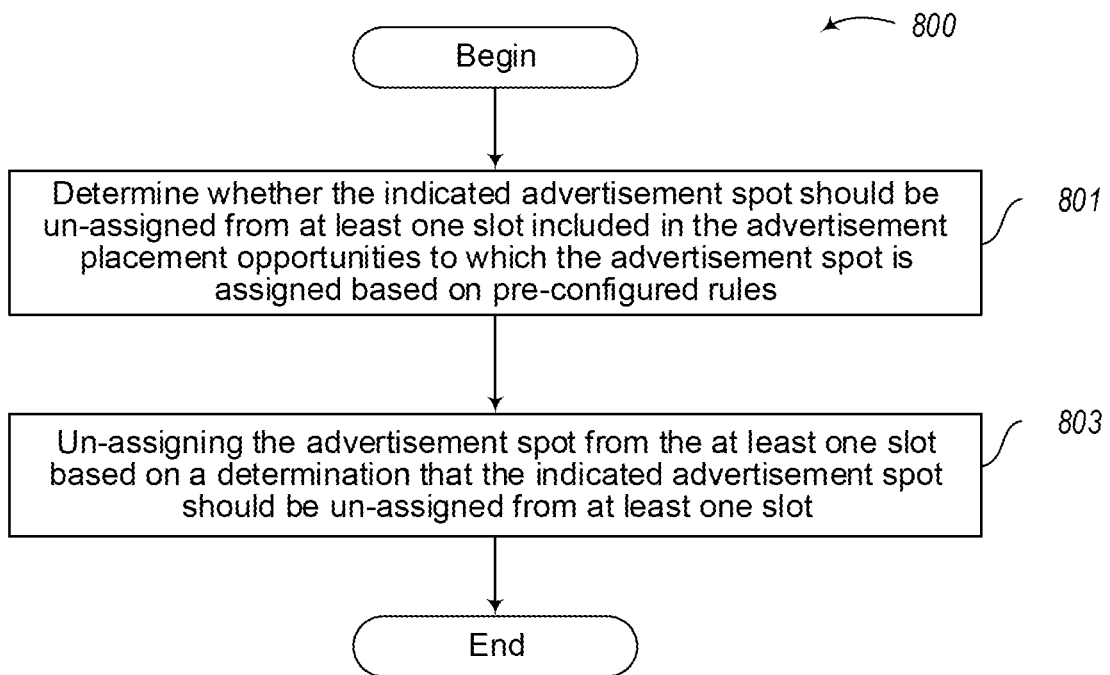 800
Begin
Determine whether the indicated advertisement spot should be
un-assigned from at least one slot included in the advertisement
placement opportunities to which the advertisement spot is
assigned based on pre-configured rules
801
Un-assigning the advertisement spot from the at least one slot
based on a determination that the indicated advertisement spot
should be un-assigned from at least one slot
803
End